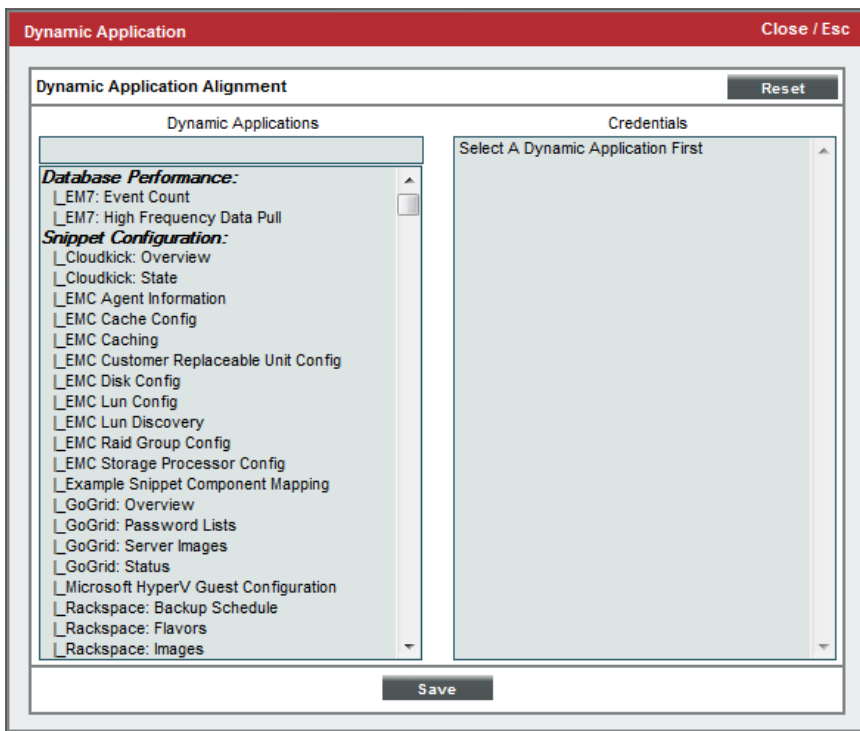 Dynamic Application
Close / Esc
Dynamic Application Alignment
Reset
Dynamic Applications
Credentials
Select A Dynamic Application First
Database Performance:
|_EM7: Event Count
|_EM7: High Frequency Data Pull
Snippet Configuration:
|_Cloudkick: Overview
|_Cloudkick: State
|_EMC Agent Information
|_EMC Cache Config
|_EMC Caching
|_EMC Customer Replaceable Unit Config
|_EMC Disk Config
|_EMC Lun Config
|_EMC Lun Discovery
|_EMC Raid Group Config
|_EMC Storage Processor Config
|_Example Snippet Component Mapping
|_GoGrid: Overview
|_GoGrid: Password Lists
|_GoGrid: Server Images
|_GoGrid: Status
|_Microsoft HyperV Guest Configuration
|_Rackspace: Backup Schedule
|_Rackspace: Flavors
|_Rackspace: Images
Save